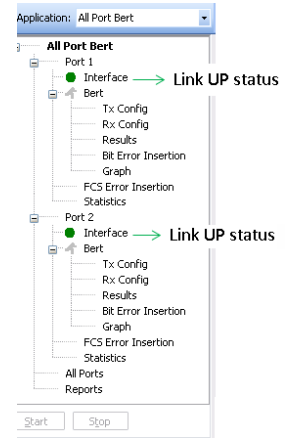 Application: All Port Bert
All Port Bert
Port 1
Interface → Link UP status
Bert
Tx Config
Rx Config
Results
Bit Error Insertion
Graph
FCS Error Insertion
Statistics
Port 2
Interface → Link UP status
Bert
Tx Config
Rx Config
Results
Bit Error Insertion
Graph
FCS Error Insertion
Statistics
All Ports
Reports
Start Stop